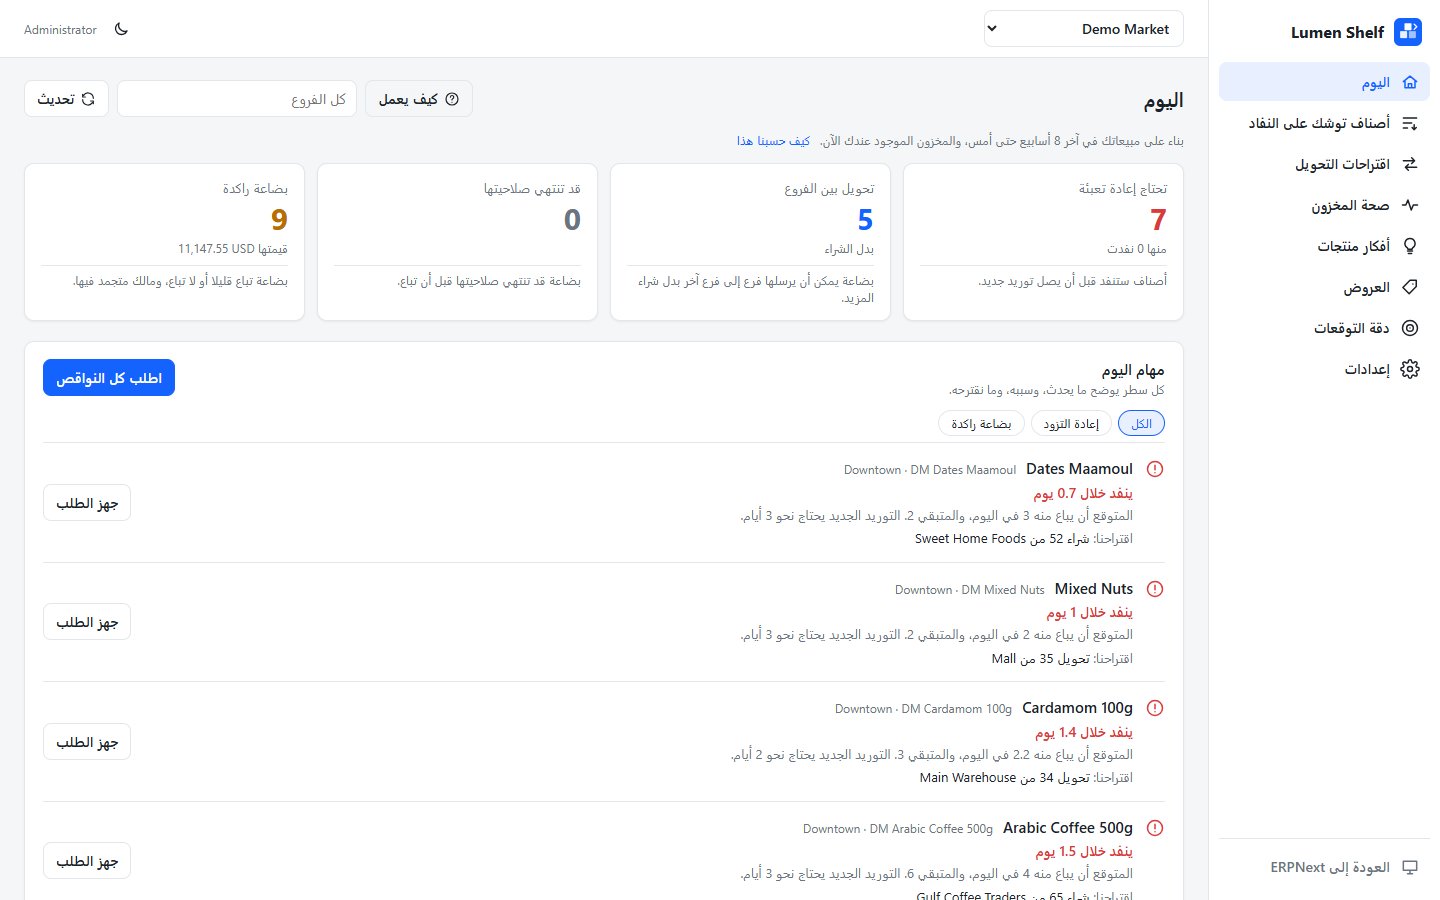 Lumen Shelf
اليوم
أصناف توشك على النفاد
اقتراحات التحويل
صحة المخزون
أفكار منتجات
العروض
دقة التوقعات
إعدادات
العودة إلى ERPNext
Demo Market
Administrator
اليوم
كيف يعمل
كل الفروع
تحديث
بناء على مبيعاتك في آخر 8 أسابيع حتى أمس، والمخزون الموجود عندك الآن. كيف حسبنا هذا
تحتاج إعادة تعبئة
7
منها 0 نفدت
أصناف ستنفد قبل أن يصل توريد جديد.
تحويل بين الفروع
5
بدل الشراء
بضاعة يمكن أن يرسلها فرع إلى فرع آخر بدل شراء
المزيد.
قد تنتهي صلاحيتها
0
بضاعة قد تنتهي صلاحيتها قبل أن تباع.
بضاعة راكدة
9
قيمتها 11,147.55 USD
بضاعة تباع قليلا أو لا تباع، ومالك متجمد فيها.
مهام اليوم
كل سطر يوضح ما يحدث، وسببه، وما نقترحه.
اطلب كل النواقص
الكل
إعادة التزود
بضاعة راكدة
Dates Maamoul Downtown · DM Dates Maamoul
ينفد خلال 0.7 يوم
المتوقع أن يباع منه 3 في اليوم، والمتبقي 2. التوريد الجديد يحتاج نحو 3 أيام.
اقتراحنا: شراء 52 من Sweet Home Foods
جهز الطلب
Mixed Nuts Downtown · DM Mixed Nuts
ينفد خلال 1 يوم
المتوقع أن يباع منه 2 في اليوم، والمتبقي 2. التوريد الجديد يحتاج نحو 3 أيام.
اقتراحنا: تحويل 35 من Mall
جهز الطلب
Cardamom 100g Downtown · DM Cardamom 100g
ينفد خلال 1.4 يوم
المتوقع أن يباع منه 2.2 في اليوم، والمتبقي 3. التوريد الجديد يحتاج نحو 2 أيام.
اقتراحنا: تحويل 34 من Main Warehouse
جهز الطلب
Arabic Coffee 500g Downtown · DM Arabic Coffee 500g
ينفد خلال 1.5 يوم
المتوقع أن يباع منه 4 في اليوم، والمتبقي 6. التوريد الجديد يحتاج نحو 3 أيام.
اقتراحنا: شراء 65 من Gulf Coffee Traders
جهز الطلب